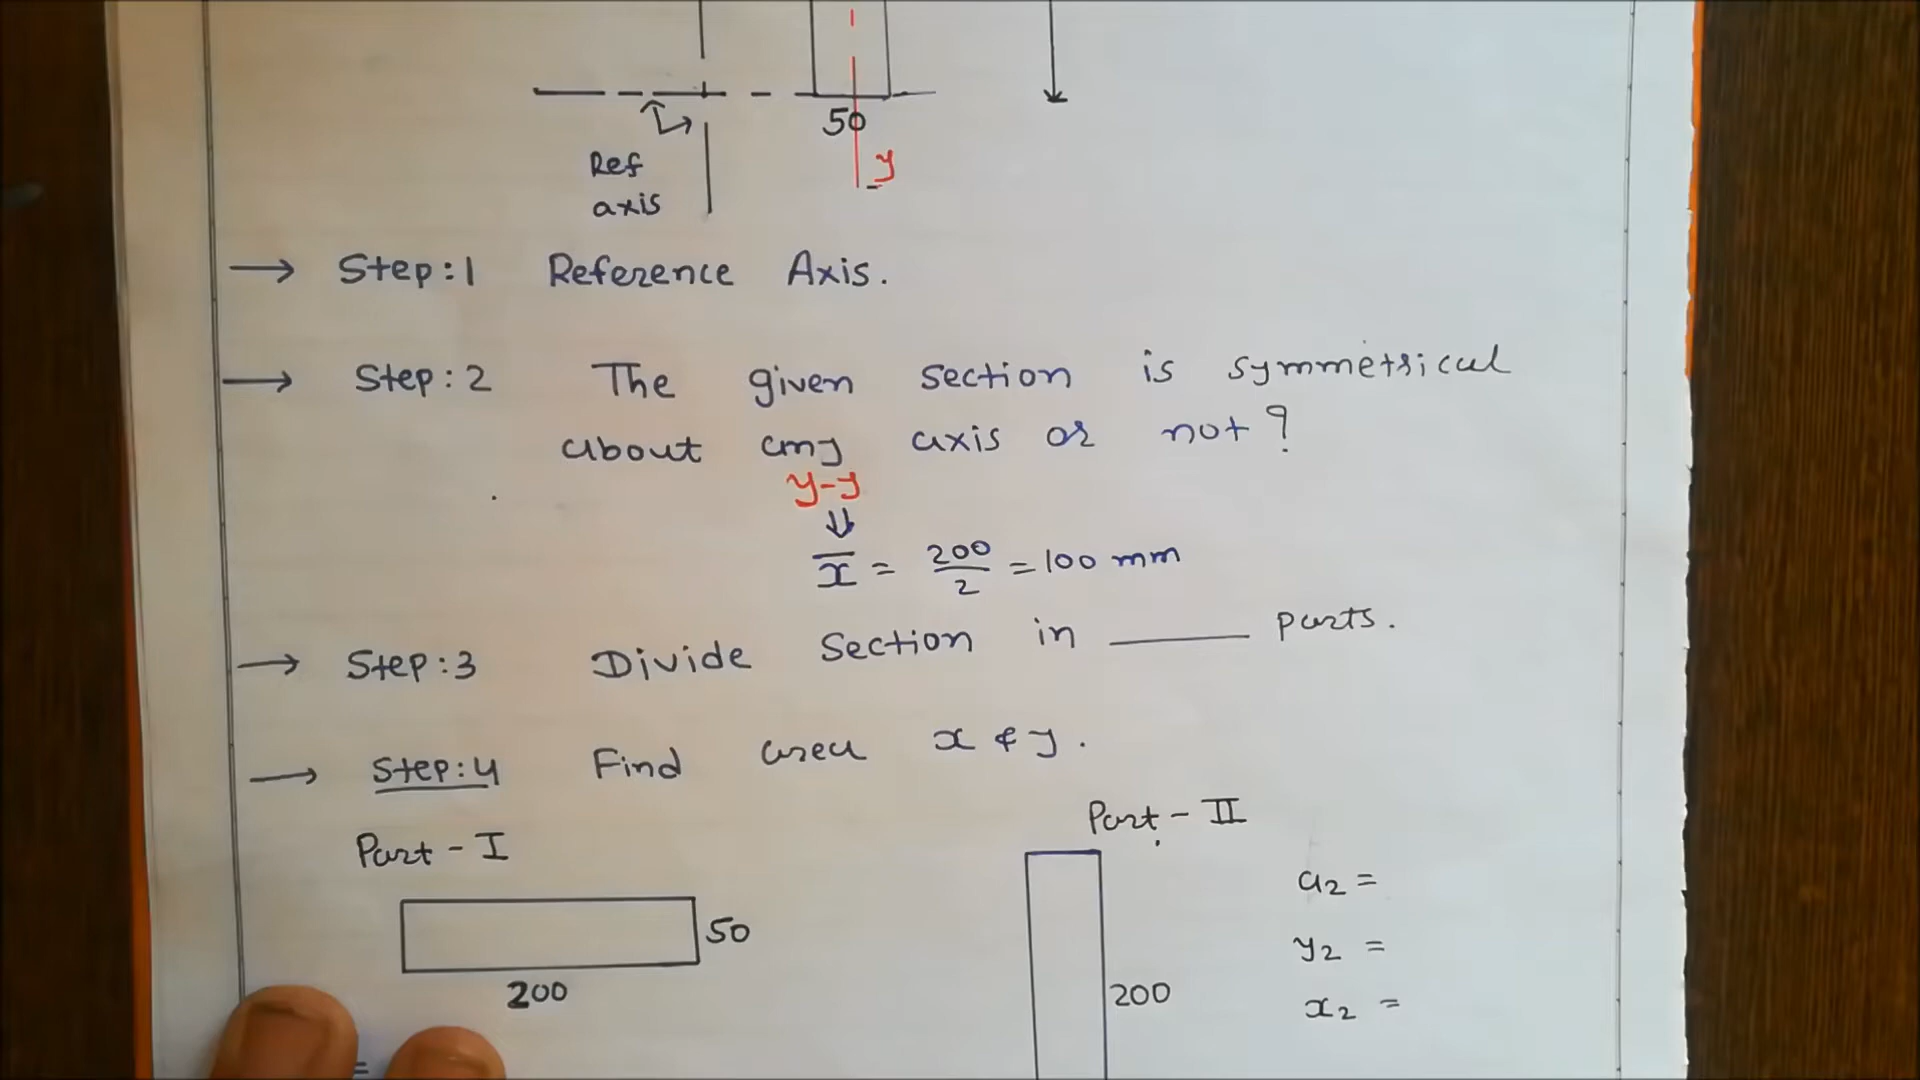 50
y
Ref
axis
→ Step:1 Reference Axis.
→ Step:2 The given section is symmetrical
about any axis or not?
y-y
⇓
x̅ = 200/2 = 100 mm
→ Step:3 Divide Section in ____ parts.
→ Step:4 Find area x & y.
Part - I
50
200
Part - II
200
a2 =
y2 =
x2 =
=